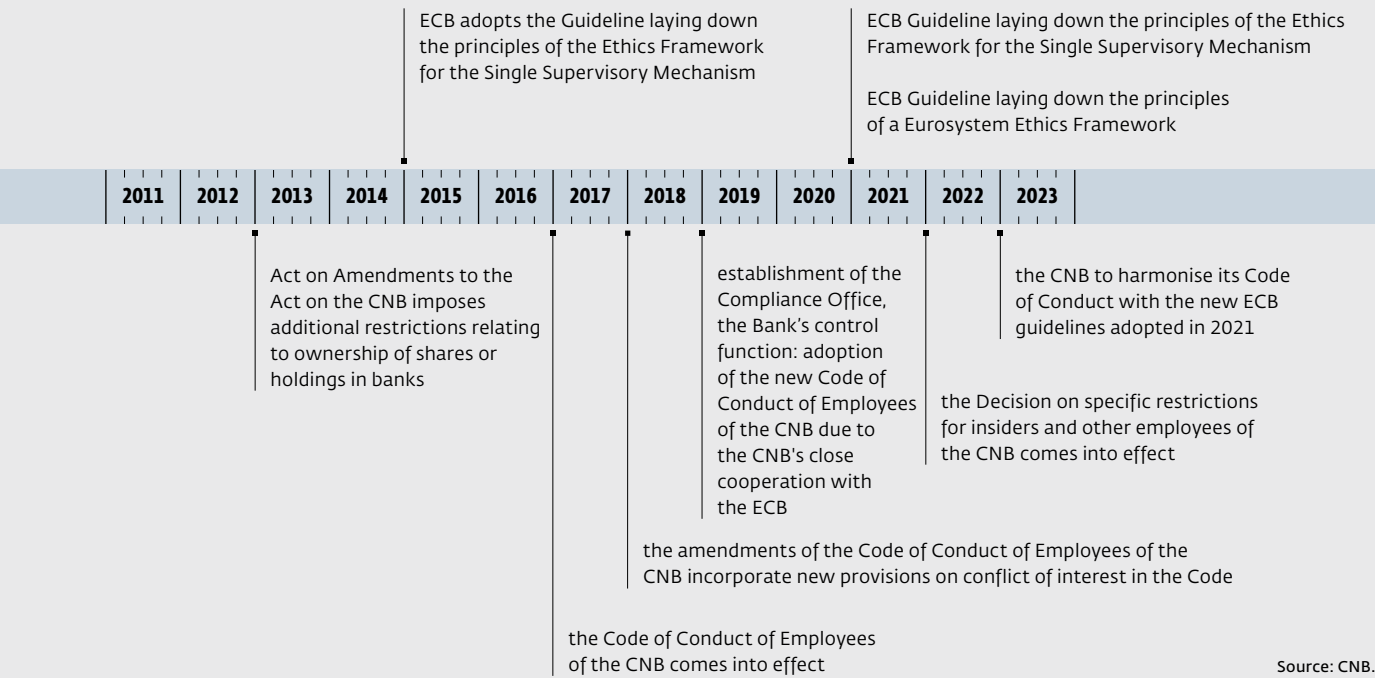 ECB adopts the Guideline laying down
the principles of the Ethics Framework
for the Single Supervisory Mechanism
ECB Guideline laying down the principles of the Ethics
Framework for the Single Supervisory Mechanism
ECB Guideline laying down the principles
of a Eurosystem Ethics Framework
2011 2012 2013 2014 2015 2016 2017 2018 2019 2020 2021 2022 2023
Act on Amendments to the
Act on the CNB imposes
additional restrictions relating
to ownership of shares or
holdings in banks
establishment of the
Compliance Office,
the Bank's control
function: adoption
of the new Code of
Conduct of Employees
of the CNB due to
the CNB's close
cooperation with
the ECB
the CNB to harmonise its Code
of Conduct with the new ECB
guidelines adopted in 2021
the Decision on specific restrictions
for insiders and other employees of
the CNB comes into effect
the amendments of the Code of Conduct of Employees of the
CNB incorporate new provisions on conflict of interest in the Code
the Code of Conduct of Employees
of the CNB comes into effect
Source: CNB.